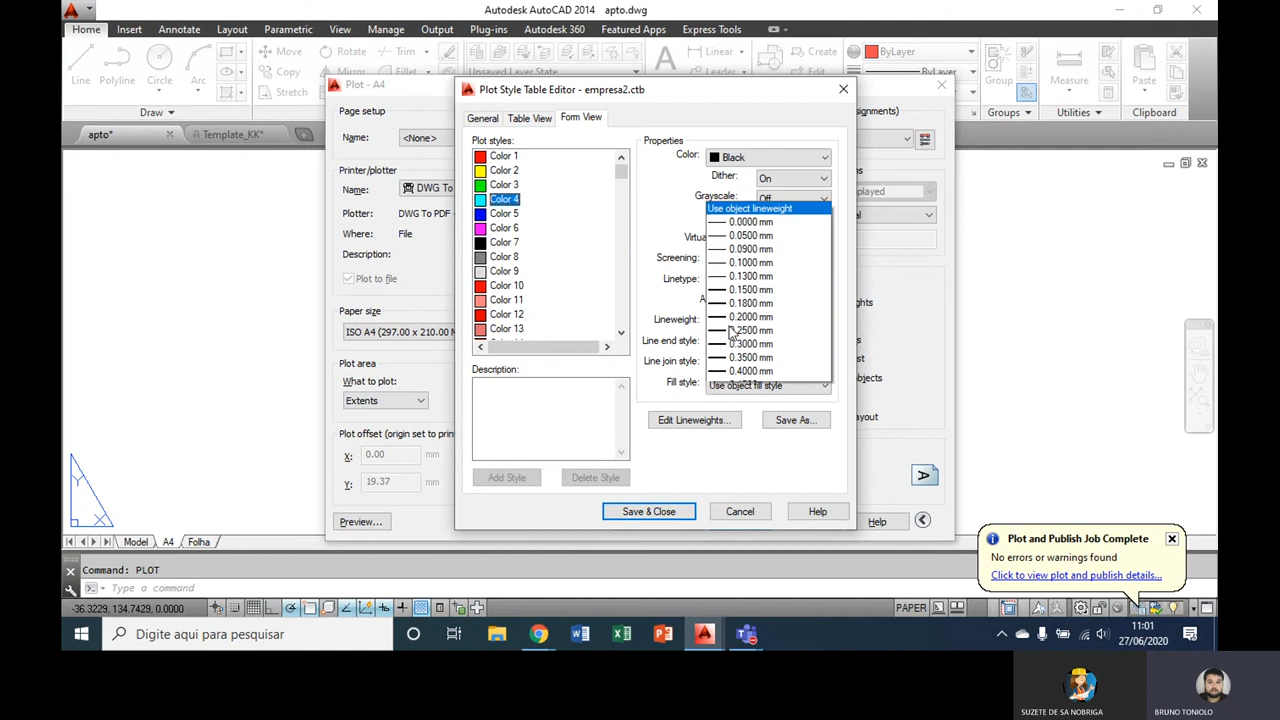 Autodesk AutoCAD 2014 apto.dwg
Home Insert Annotate Layout Parametric View Manage Output Plug-ins Autodesk 360 Featured Apps Express Tools
Line Polyline Circle Arc
Move Rotate Trim
Copy Mirror Fillet
Stretch
Unsaved Layer State
Linear
Create
ByLayer
Group Measure Paste
Draw
Groups Utilities Clipboard
apto* Template_KK*
Plot - A4
Page setup
Name: <None>
Printer/plotter
Name: DWG To
Plotter: DWG To PDF -
Where: File
Description:
Plot to file
Paper size
ISO A4 (297.00 x 210.00 M
Plot area
What to plot:
Extents
Plot offset (origin set to print
X: 0.00 mm
Y: 19.37 mm
Preview...
Help
Plot Style Table Editor - empresa2.ctb
General Table View Form View
Plot styles:
Color 1
Color 2
Color 3
Color 4
Color 5
Color 6
Color 7
Color 8
Color 9
Color 10
Color 11
Color 12
Color 13
Description:
Add Style Delete Style
Properties
Color: Black
Dither: On
Grayscale: Off
Use object lineweight
0.0000 mm
0.0500 mm
0.0900 mm
0.1000 mm
0.1300 mm
0.1500 mm
0.1800 mm
0.2000 mm
0.2500 mm
0.3000 mm
0.3500 mm
0.4000 mm
Virtua
Screening:
Linetype:
A
Lineweight:
Line end style:
Line join style:
Fill style: Use object fill style
Edit Lineweights... Save As...
Save & Close Cancel Help
Y
X
Model A4 Folha
Command: PLOT
Type a command
-36.3229, 134.7429, 0.0000
PAPER
Plot and Publish Job Complete
No errors or warnings found
Click to view plot and publish details...
Digite aqui para pesquisar
11:01
27/06/2020
SUZETE DE SA NOBRIGA
BRUNO TONIOLO